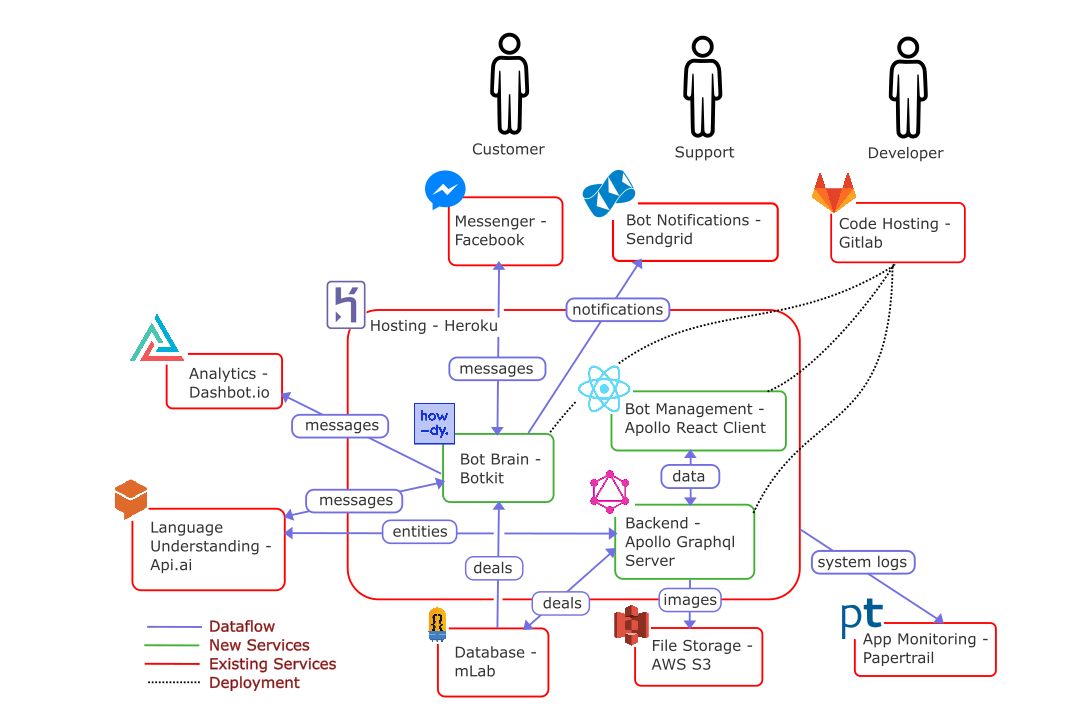 Customer
Support
Developer
Messenger -
Facebook
Bot Notifications -
Sendgrid
Code Hosting -
Gitlab
notifications
Hosting - Heroku
messages
Analytics -
Dashbot.io
Bot Management -
Apollo React Client
how
-dy.
messages
Bot Brain -
Botkit
data
messages
Language
Understanding -
Api.ai
entities
Backend -
Apollo Graphql
Server
deals
system logs
deals
images
pt
Dataflow
New Services
Existing Services
Deployment
Database -
mLab
File Storage -
AWS S3
App Monitoring -
Papertrail